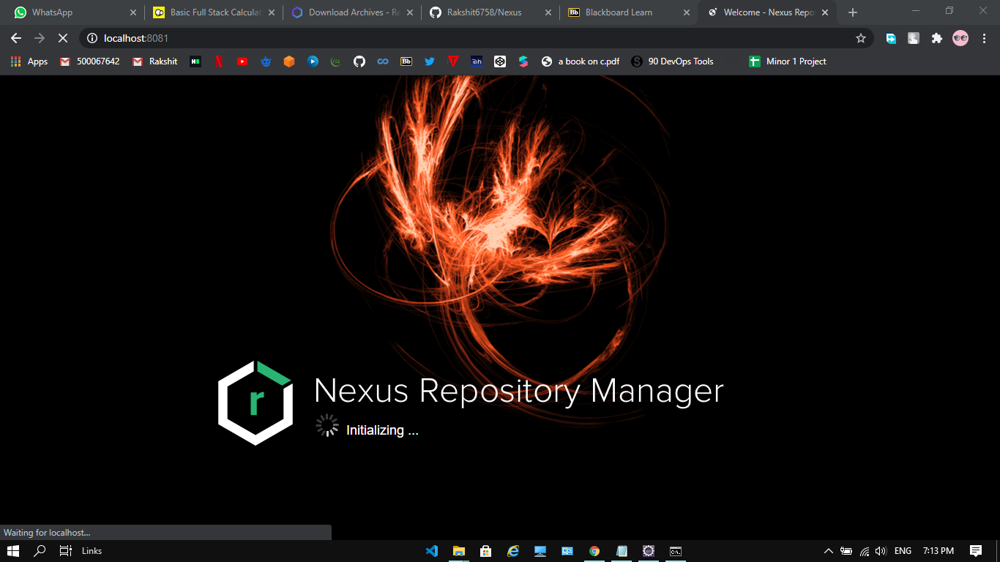 WhatsApp
Basic Full Stack Calculat
Download Archives - Re
Rakshit6758/Nexus
Bb Blackboard Learn
Welcome - Nexus Repo
localhost:8081
Apps
500067642
Rakshit
Bb
a book on c.pdf
90 DevOps Tools
Minor 1 Project
r
Nexus Repository Manager
Initializing ...
Waiting for localhost...
Links
ENG
7:13 PM